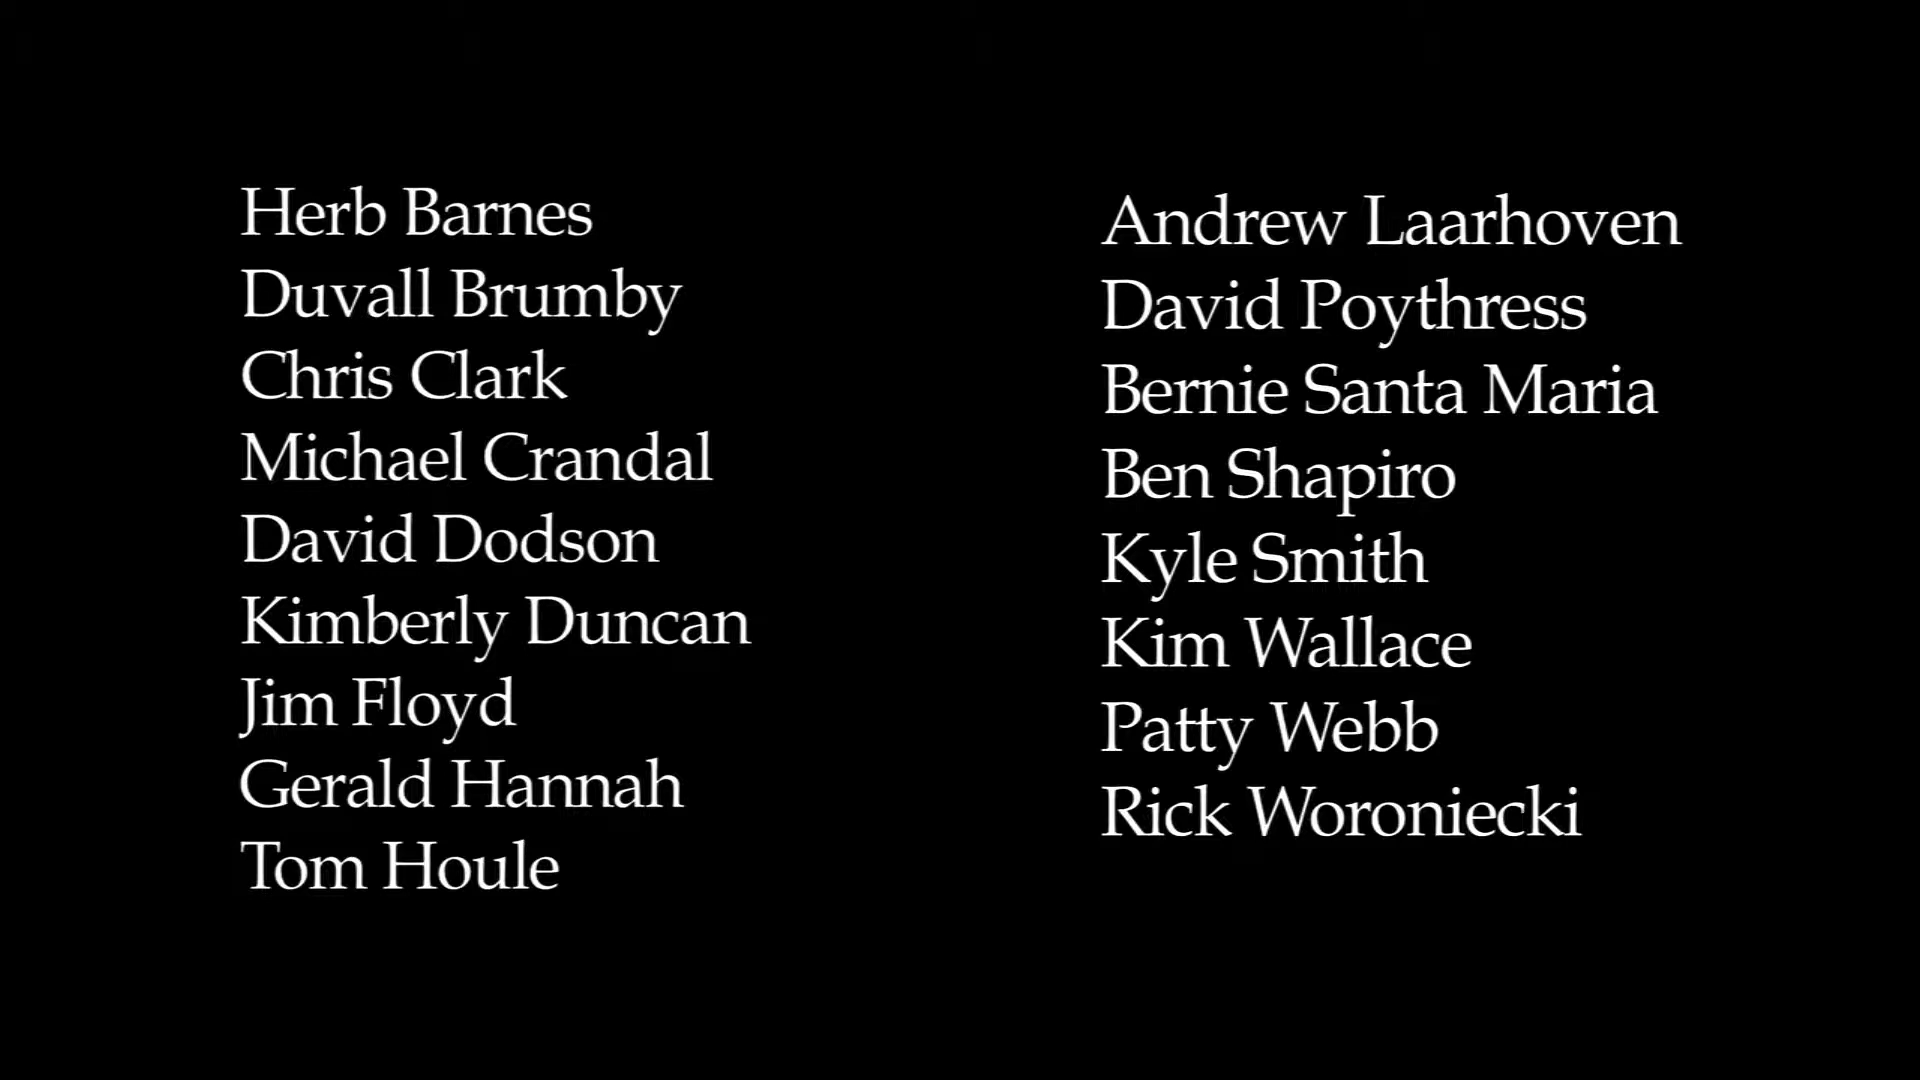 Herb Barnes
Duvall Brumby
Chris Clark
Michael Crandal
David Dodson
Kimberly Duncan
Jim Floyd
Gerald Hannah
Tom Houle
Andrew Laarhoven
David Poythress
Bernie Santa Maria
Ben Shapiro
Kyle Smith
Kim Wallace
Patty Webb
Rick Woroniecki